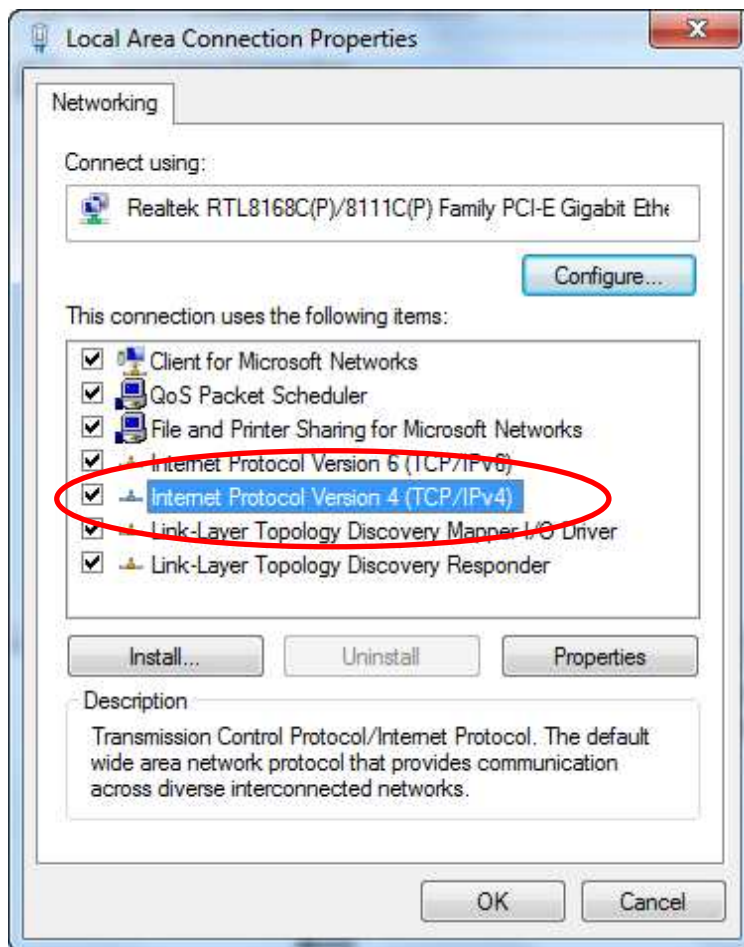 Local Area Connection Properties
Networking
Connect using:
Realtek RTL8168C(P)/8111C(P) Family PCI-E Gigabit Ethe
Configure...
This connection uses the following items:
Client for Microsoft Networks
QoS Packet Scheduler
File and Printer Sharing for Microsoft Networks
Internet Protocol Version 6 (TCP/IPv6)
Internet Protocol Version 4 (TCP/IPv4)
Link-Layer Topology Discovery Mapper I/O Driver
Link-Layer Topology Discovery Responder
Install...
Uninstall
Properties
Description
Transmission Control Protocol/Internet Protocol. The default
wide area network protocol that provides communication
across diverse interconnected networks.
OK
Cancel